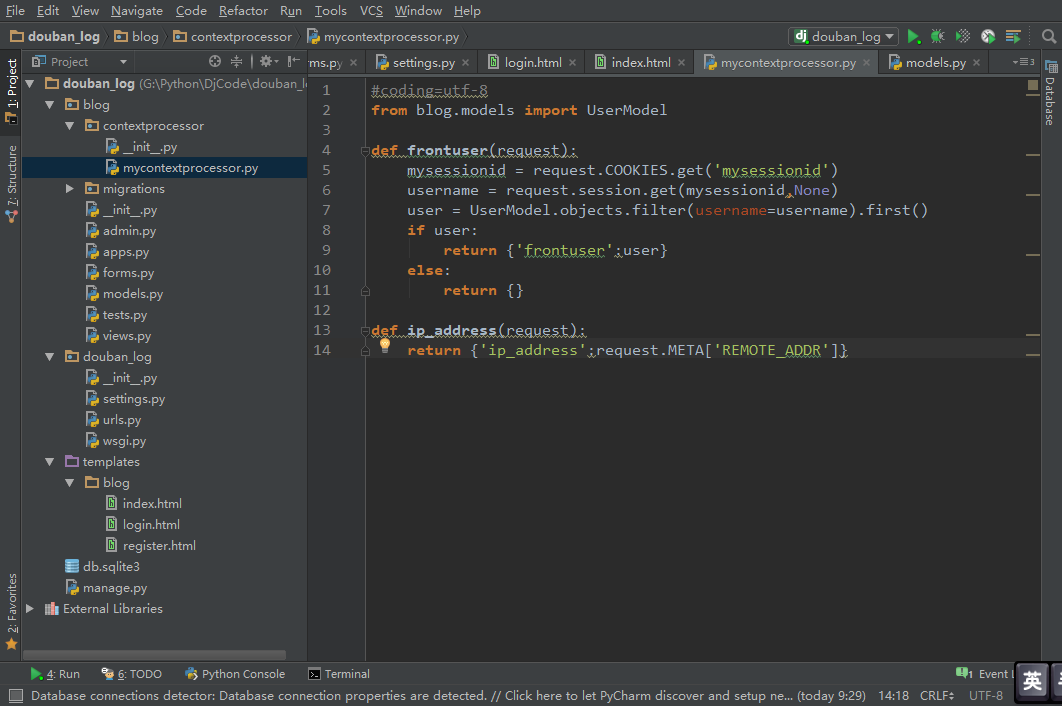 File Edit View Navigate Code Refactor Run Tools VCS Window Help
douban_log blog contextprocessor mycontextprocessor.py douban_log
Project rms.py settings.py login.html index.html mycontextprocessor.py models.py 3
1: Project
7: Structure
2: Favorites
Database
douban_log (G:\Python\DjCode\douban_l
blog
contextprocessor
__init__.py
mycontextprocessor.py
migrations
__init__.py
admin.py
apps.py
forms.py
models.py
tests.py
views.py
douban_log
__init__.py
settings.py
urls.py
wsgi.py
templates
blog
index.html
login.html
register.html
db.sqlite3
manage.py
External Libraries
1 #coding=utf-8
2 from blog.models import UserModel
3
4 def frontuser(request):
5 mysessionid = request.COOKIES.get('mysessionid')
6 username = request.session.get(mysessionid,None)
7 user = UserModel.objects.filter(username=username).first()
8 if user:
9 return {'frontuser':user}
10 else:
11 return {}
12
13 def ip_address(request):
14 return {'ip_address':request.META['REMOTE_ADDR']}
4: Run 6: TODO Python Console Terminal 1 Event L
Database connections detector: Database connection properties are detected. // Click here to let PyCharm discover and setup ne... (today 9:29) 14:18 CRLF UTF-8 英